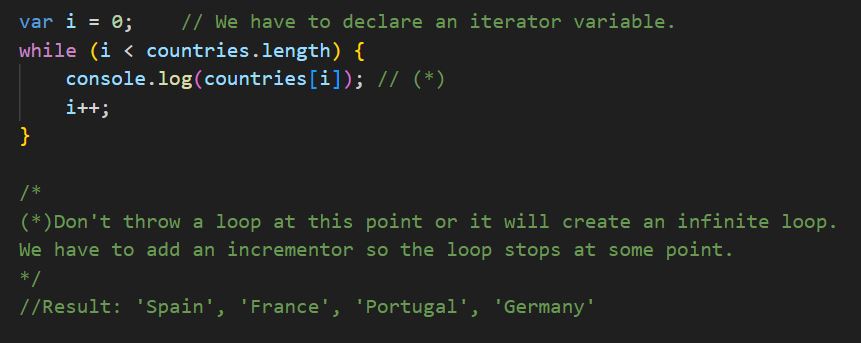 var i = 0;    // We have to declare an iterator variable.
while (i < countries.length) {
    console.log(countries[i]); // (*)
    i++;
}
/*
(*)Don't throw a loop at this point or it will create an infinite loop.
We have to add an incrementor so the loop stops at some point.
*/
//Result: 'Spain', 'France', 'Portugal', 'Germany'